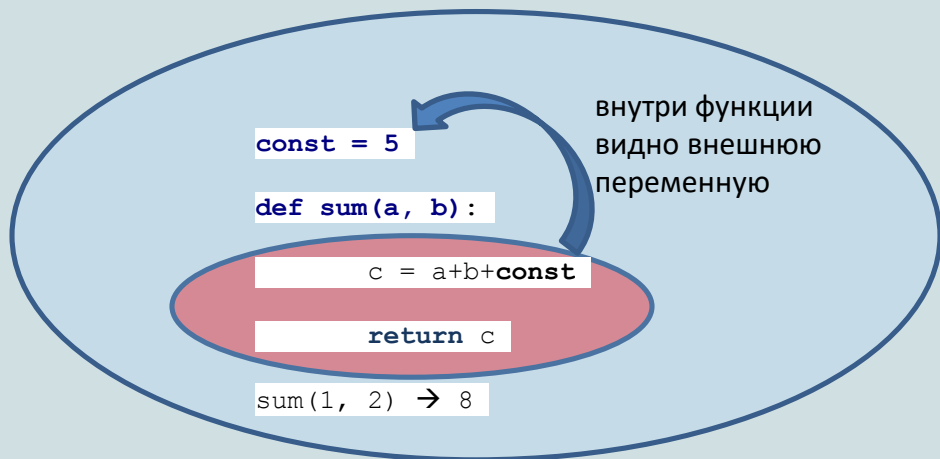 внутри функции
видно внешнюю
переменную
const = 5
def sum(a, b):
c = a+b+const
return c
sum(1, 2) → 8